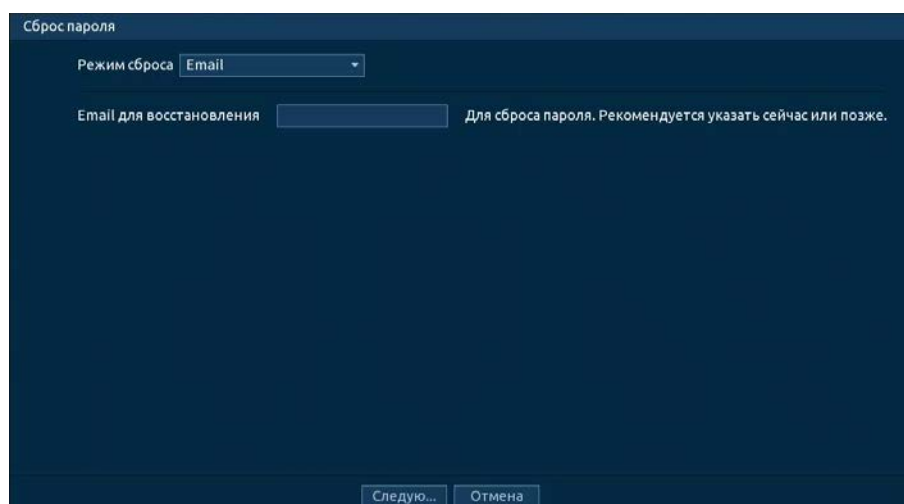 Сброс пароля
Режим сброса Email
Email для восстановления Для сброса пароля. Рекомендуется указать сейчас или позже.
Следую... Отмена